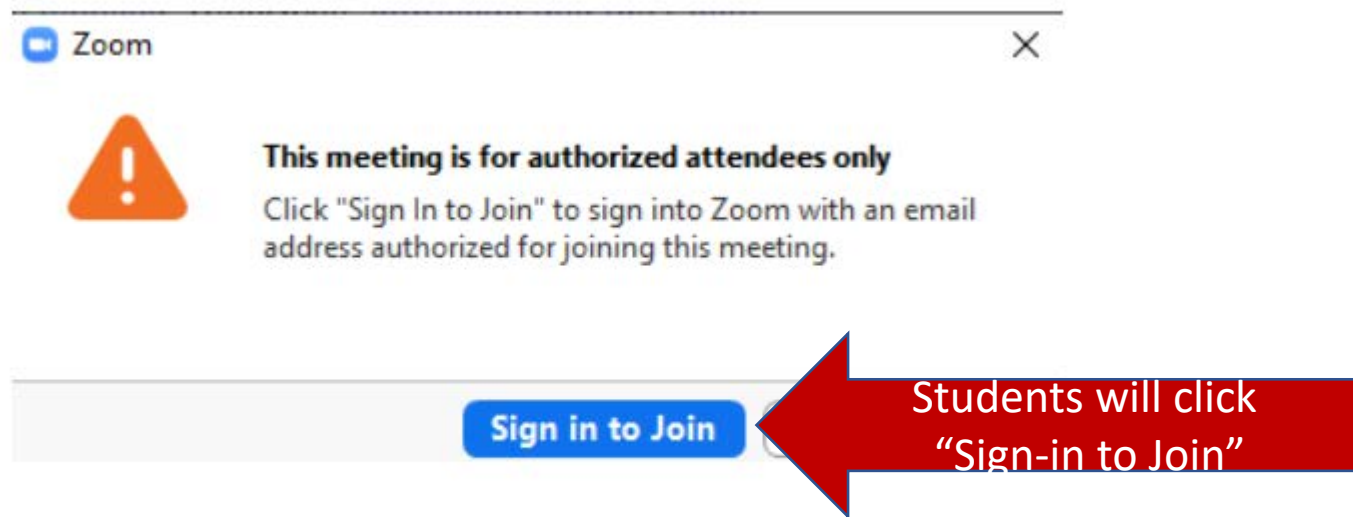 Zoom
This meeting is for authorized attendees only
Click "Sign In to Join" to sign into Zoom with an email
address authorized for joining this meeting.
Sign in to Join
Students will click
“Sign-in to Join”